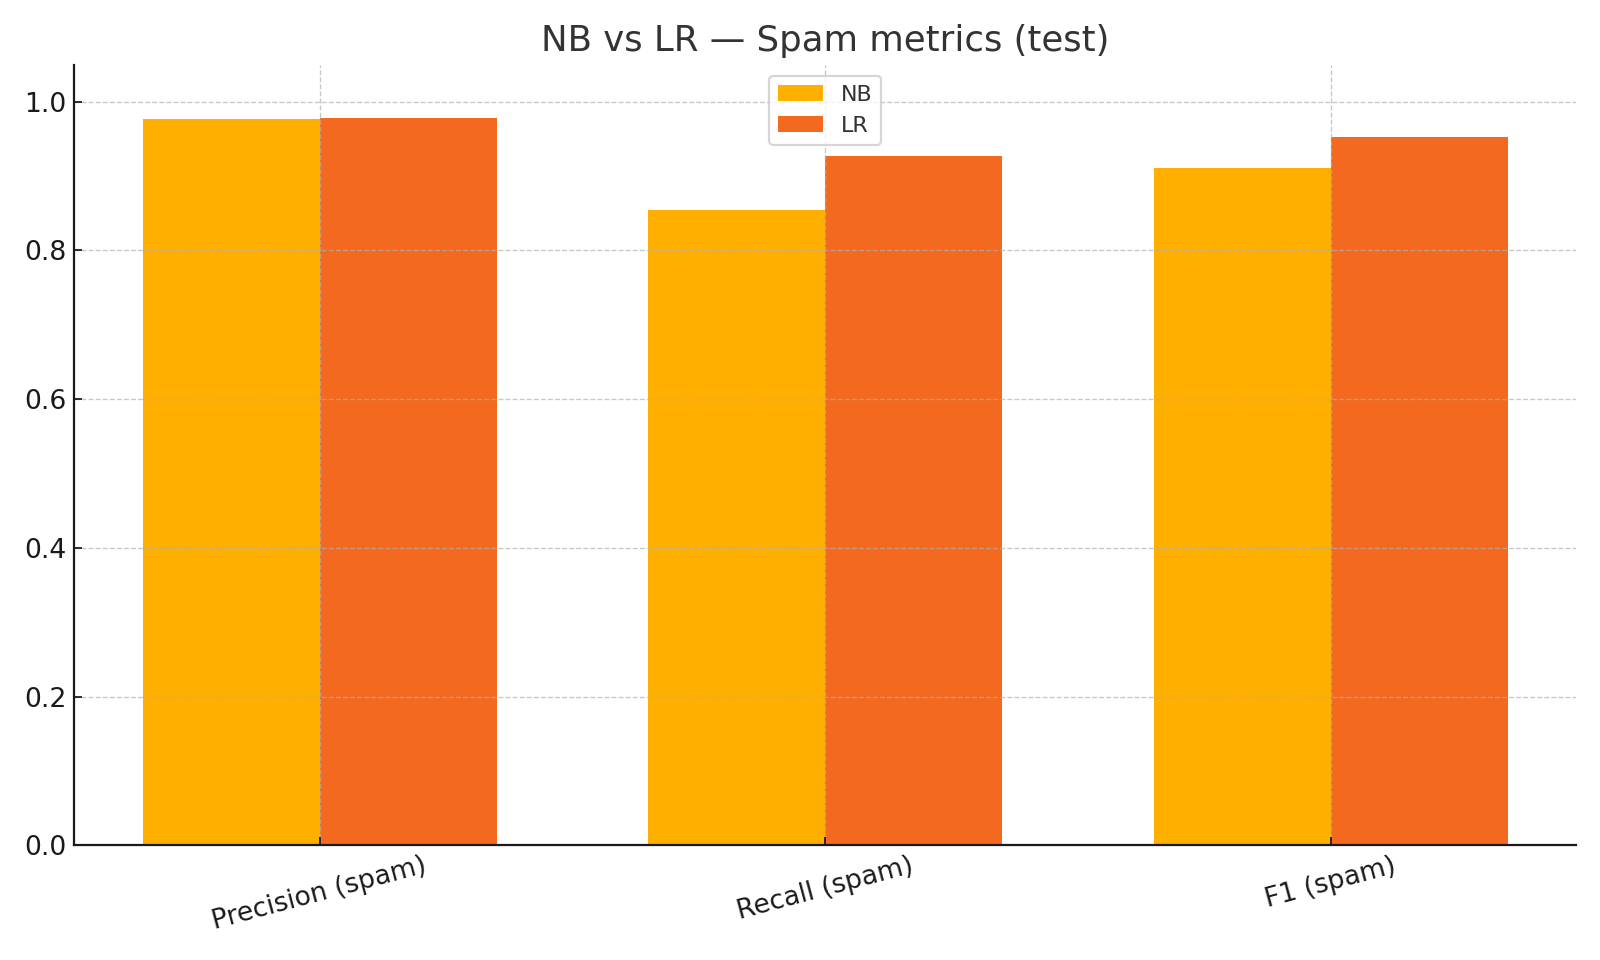 NB vs LR — Spam metrics (test)
NB
LR
1.0
0.8
0.6
0.4
0.2
0.0
Precision (spam)
Recall (spam)
F1 (spam)